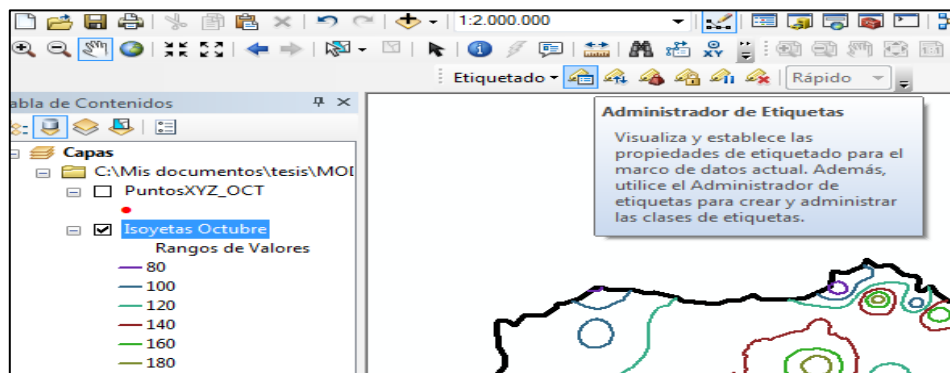 1:2.000.000
XY
Etiquetado
Rápido
abla de Contenidos
Administrador de Etiquetas
Visualiza y establece las
propiedades de etiquetado para el
marco de datos actual. Además,
utilice el Administrador de
etiquetas para crear y administrar
las clases de etiquetas.
Capas
C:\Mis documentos\tesis\MOI
PuntosXYZ_OCT
Isoyetas Octubre
Rangos de Valores
80
100
120
140
160
180